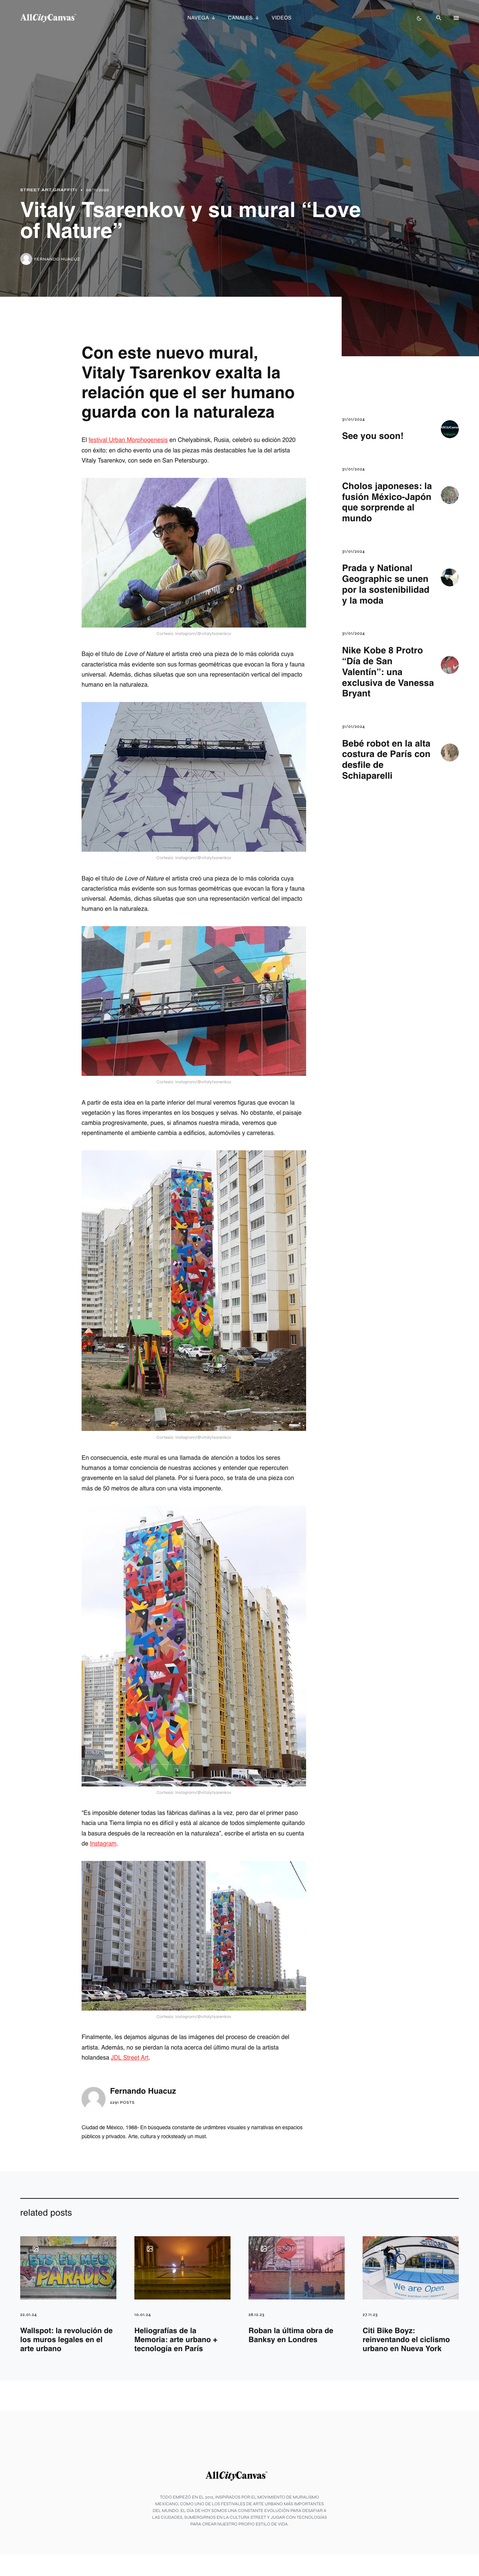 AllCityCanvas
NAVEGA
CANALES
VIDEOS
STREET ART,GRAFFITI
Vitaly Tsarenkov y su mural “Love
of Nature”
FERNANDO HUACUZ
Con este nuevo mural,
Vitaly Tsarenkov exalta la
relación que el ser humano
guarda con la naturaleza
El festival Urban Morphogenesis en Chelyabinsk, Rusia, celebró su edición 2020
con éxito; en dicho evento una de las piezas más destacables fue la del artista
Vitaly Tsarenkov, con sede en San Petersburgo.
Cortesía: Instagram/@vitalytsarenkov
Bajo el título de Love of Nature el artista creó una pieza de lo más colorida cuya
característica más evidente son sus formas geométricas que evocan la flora y fauna
universal. Además, dichas siluetas que son una representación vertical del impacto
humano en la naturaleza.
Cortesía: Instagram/@vitalytsarenkov
Bajo el título de Love of Nature el artista creó una pieza de lo más colorida cuya
característica más evidente son sus formas geométricas que evocan la flora y fauna
universal. Además, dichas siluetas que son una representación vertical del impacto
humano en la naturaleza.
Cortesía: Instagram/@vitalytsarenkov
A partir de esta idea en la parte inferior del mural veremos figuras que evocan la
vegetación y las flores imperantes en los bosques y selvas. No obstante, el paisaje
cambia progresivamente, pues, si afinamos nuestra mirada, veremos que
repentinamente el ambiente cambia a edificios, automóviles y carreteras.
Cortesía: Instagram/@vitalytsarenkov
En consecuencia, este mural es una llamada de atención a todos los seres
humanos a tomar conciencia de nuestras acciones y entender que repercuten
gravemente en la salud del planeta. Por si fuera poco, se trata de una pieza con
más de 50 metros de altura con una vista imponente.
Cortesía: Instagram/@vitalytsarenkov
“Es imposible detener todas las fábricas dañinas a la vez, pero dar el primer paso
hacia una Tierra limpia no es difícil y está al alcance de todos simplemente quitando
la basura después de la recreación en la naturaleza”, escribe el artista en su cuenta
de Instagram.
Cortesía: Instagram/@vitalytsarenkov
Finalmente, les dejamos algunas de las imágenes del proceso de creación del
artista. Además, no se pierdan la nota acerca del último mural de la artista
holandesa JDL Street Art.
Fernando Huacuz
2291 POSTS
Ciudad de México, 1988- En búsqueda constante de urdimbres visuales y narrativas en espacios
públicos y privados. Arte, cultura y rocksteady un must.
31/01/2024
See you soon!
31/01/2024
Cholos japoneses: la
fusión México-Japón
que sorprende al
mundo
31/01/2024
Prada y National
Geographic se unen
por la sostenibilidad
y la moda
31/01/2024
Nike Kobe 8 Protro
“Día de San
Valentín”: una
exclusiva de Vanessa
Bryant
31/01/2024
Bebé robot en la alta
costura de París con
desfile de
Schiaparelli
related posts
ETS EL MEU
PARADÍS
We are Open
22.01.24
Wallspot: la revolución de
los muros legales en el
arte urbano
10.01.24
Heliografías de la
Memoria: arte urbano +
tecnología en París
28.12.23
Roban la última obra de
Banksy en Londres
27.11.23
Citi Bike Boyz:
reinventando el ciclismo
urbano en Nueva York
AllCityCanvas
TODO EMPEZÓ EN EL 2012, INSPIRADOS POR EL MOVIMIENTO DE MURALISMO
MEXICANO, COMO UNO DE LOS FESTIVALES DE ARTE URBANO MÁS IMPORTANTES
DEL MUNDO. EL DÍA DE HOY SOMOS UNA CONSTANTE EVOLUCIÓN PARA DESAFIAR A
LAS CIUDADES, SUMERGIRNOS EN LA CULTURA STREET Y JUGAR CON TECNOLOGÍAS
PARA CREAR NUESTRO PROPIO ESTILO DE VIDA.